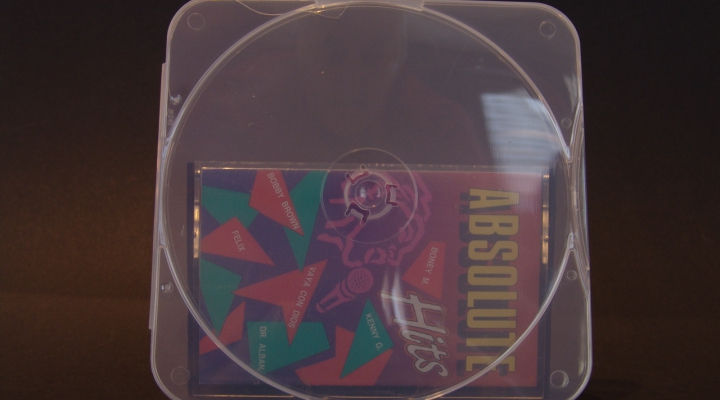 ABSOLUTE
Hits
BONEY M.
KENNY G.
BOBBY BROWN
VAYA CON DIOS
FELIX
DR. ALBAN